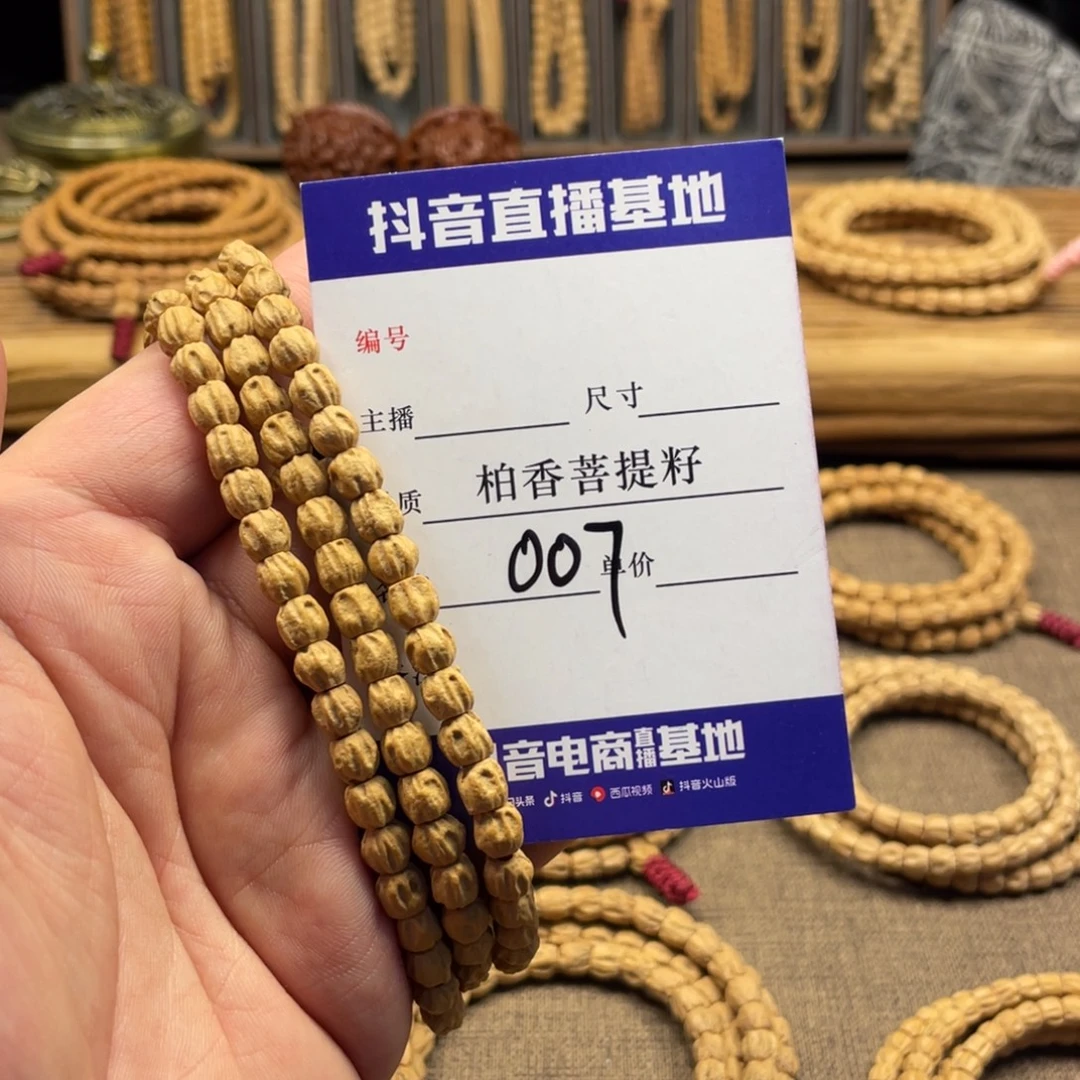 抖音直播基地
编号
主播 尺寸
质 柏香菩提籽
007 单价
音电商直播基地
头条 抖音 西瓜视频 抖音火山版